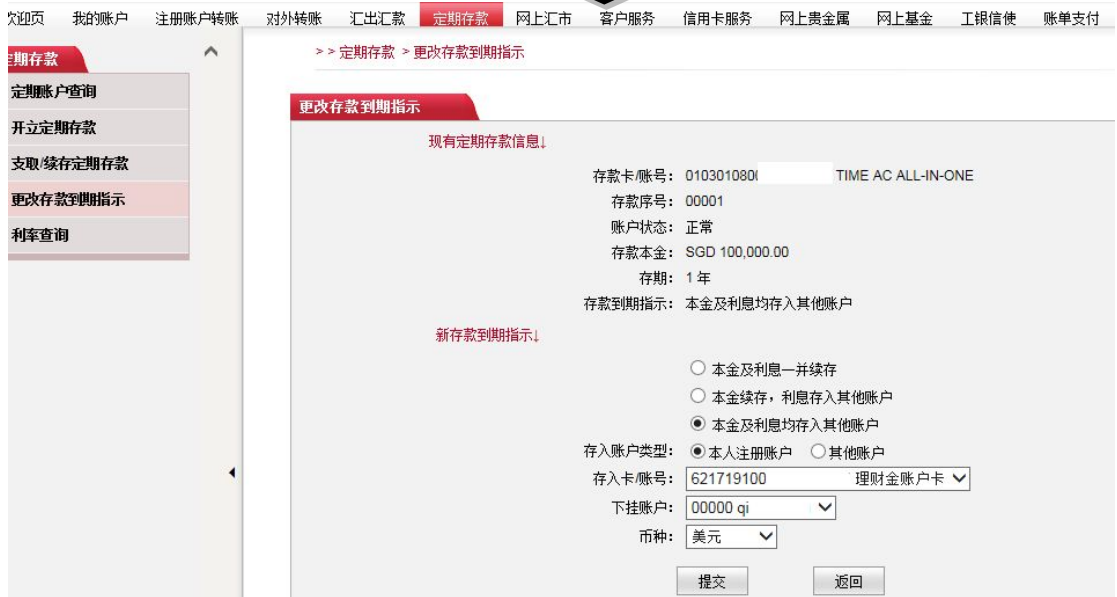 欢迎页 我的账户 注册账户转账 对外转账 汇出汇款 定期存款 网上汇市 客户服务 信用卡服务 网上贵金属 网上基金 工银信使 账单支付
定期存款
定期账户查询
开立定期存款
支取/续存定期存款
更改存款到期指示
利率查询
>> 定期存款 >更改存款到期指示
更改存款到期指示
现有定期存款信息↓
存款卡/账号: 010301080 TIME AC ALL-IN-ONE
存款序号: 00001
账户状态: 正常
存款本金: SGD 100,000.00
存期: 1 年
存款到期指示: 本金及利息均存入其他账户
新存款到期指示↓
本金及利息一并续存
本金续存，利息存入其他账户
本金及利息均存入其他账户
存入账户类型: 本人注册账户 其他账户
存入卡/账号: 621719100 理财金账户卡
下挂账户: 00000 qi
币种: 美元
提交 返回